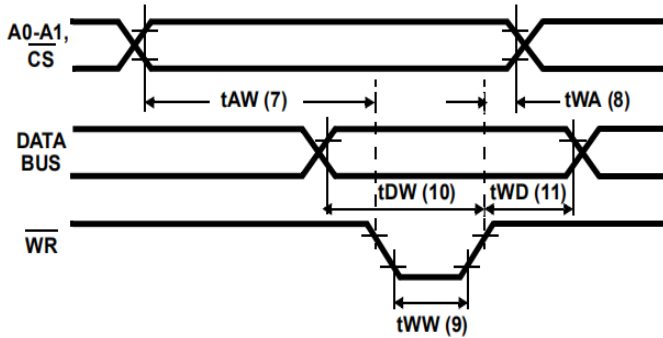 A0-A1,
CS
tAW (7)
tWA (8)
DATA
BUS
tDW (10)
tWD (11)
WR
tWW (9)